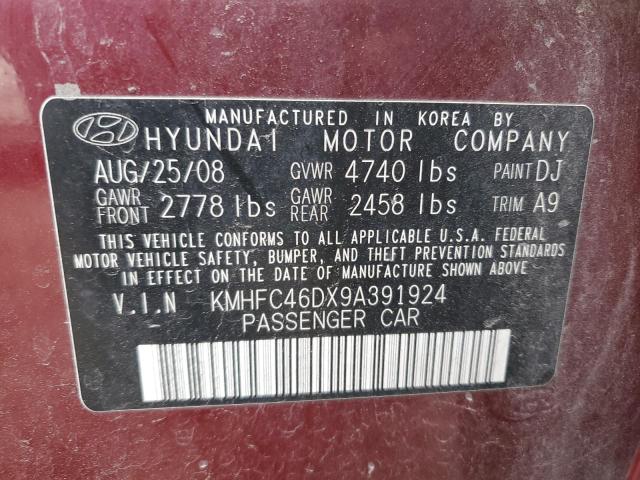 MANUFACTURED IN KOREA BY
HYUNDAI MOTOR COMPANY
AUG/25/08 GVWR 4740 lbs PAINT DJ
GAWR FRONT 2778 lbs GAWR REAR 2458 lbs TRIM A9
THIS VEHICLE CONFORMS TO ALL APPLICABLE U.S.A. FEDERAL
MOTOR VEHICLE SAFETY, BUMPER, AND THEFT PREVENTION STANDARDS
IN EFFECT ON THE DATE OF MANUFACTURE SHOWN ABOVE
V.I.N KMHFC46DX9A391924
PASSENGER CAR